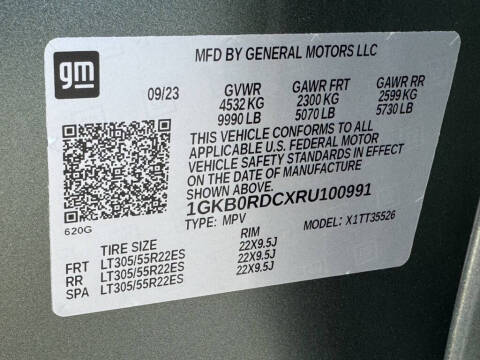 gm
MFD BY GENERAL MOTORS LLC
09/23 GVWR GAWR FRT GAWR RR
4532 KG 2300 KG 2599 KG
9990 LB 5070 LB 5730 LB
THIS VEHICLE CONFORMS TO ALL
APPLICABLE U.S. FEDERAL MOTOR
VEHICLE SAFETY STANDARDS IN EFFECT
ON THE DATE OF MANUFACTURE
SHOWN ABOVE.
620G
1GKB0RDCXRU100991
TYPE: MPV MODEL: X1TT35526
TIRE SIZE RIM
FRT LT305/55R22ES 22X9.5J
RR LT305/55R22ES 22X9.5J
SPA LT305/55R22ES 22X9.5J